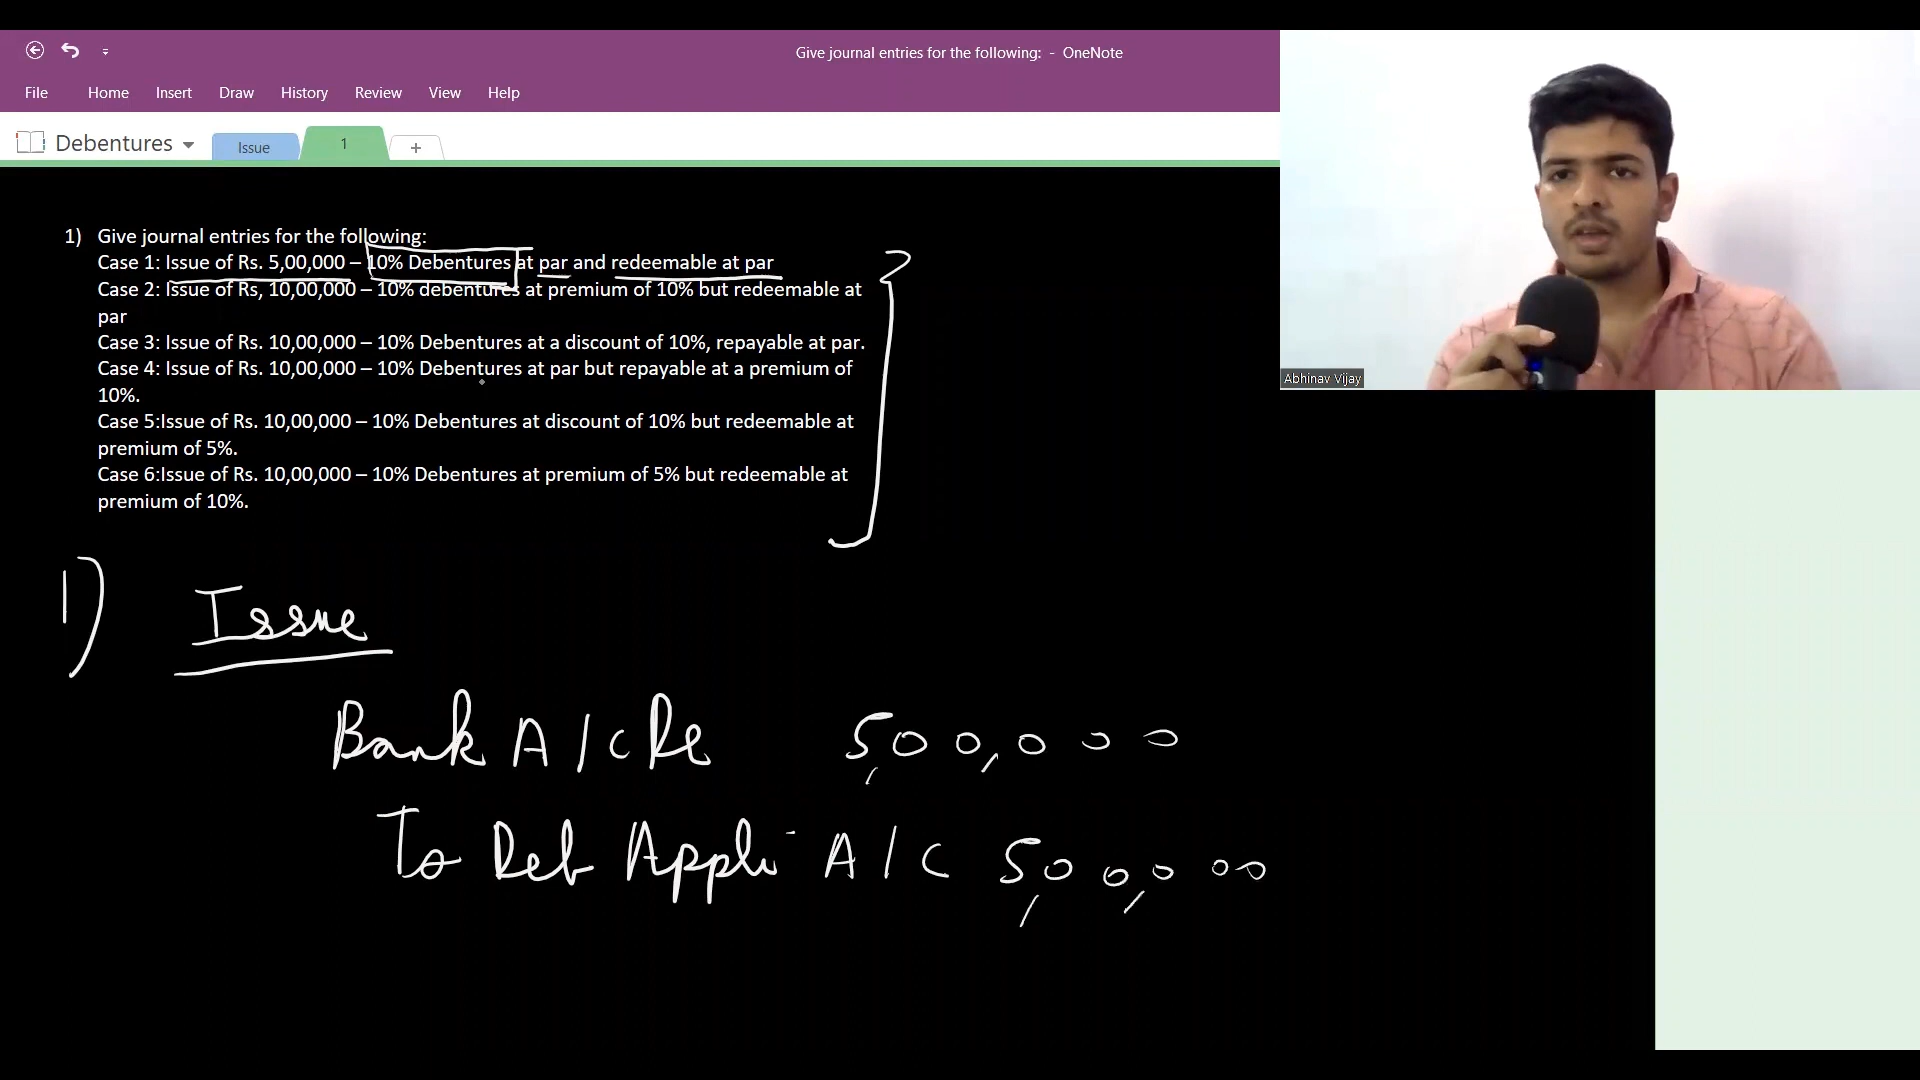 Give journal entries for the following: - OneNote
File Home Insert Draw History Review View Help
Debentures Issue 1 +
1) Give journal entries for the following:
Case 1: Issue of Rs. 5,00,000 – 10% Debentures at par and redeemable at par
Case 2: Issue of Rs, 10,00,000 – 10% debentures at premium of 10% but redeemable at
par
Case 3: Issue of Rs. 10,00,000 – 10% Debentures at a discount of 10%, repayable at par.
Case 4: Issue of Rs. 10,00,000 – 10% Debentures at par but repayable at a premium of
10%.
Case 5:Issue of Rs. 10,00,000 – 10% Debentures at discount of 10% but redeemable at
premium of 5%.
Case 6:Issue of Rs. 10,00,000 – 10% Debentures at premium of 5% but redeemable at
premium of 10%.
Abhinav Vijay
1) Issue
Bank A/c Dr 5,00,000
To Deb Appli A/C 5,00,000